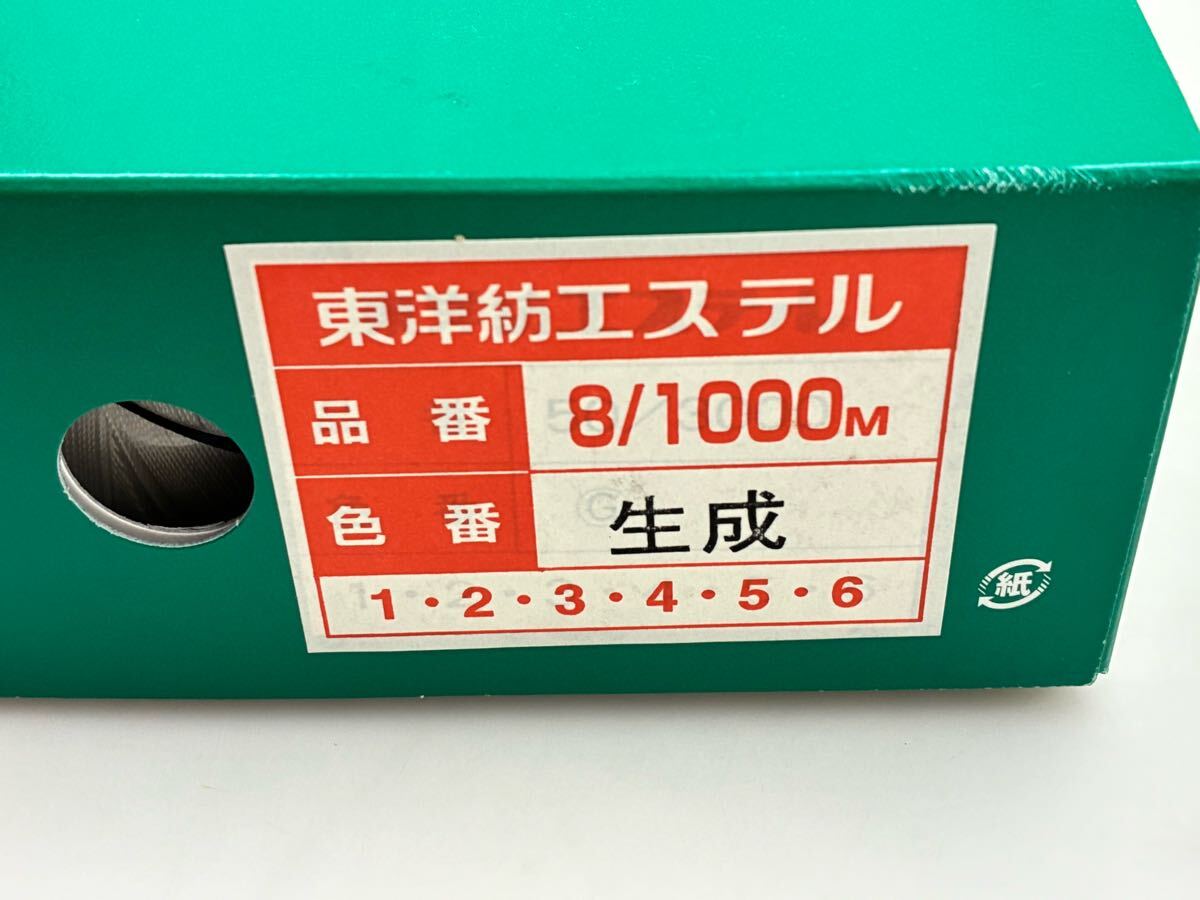 東洋紡エステル
品番 8/1000M
色番 生成
1・2・3・4・5・6
紙